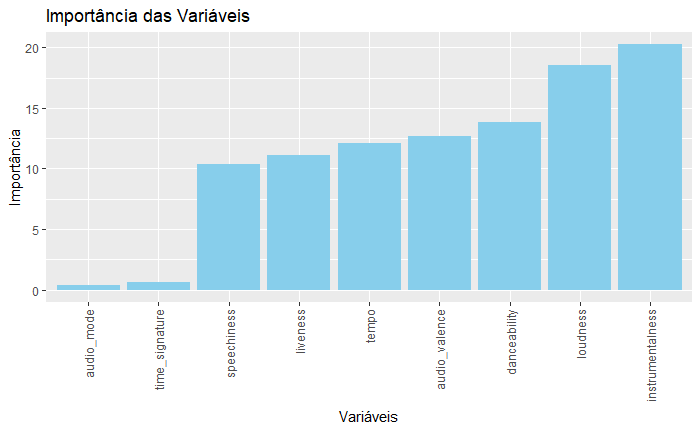 Importância das Variáveis
Importância
20
15
10
5
0
audio_mode
time_signature
speechiness
liveness
tempo
audio_valence
danceability
loudness
instrumentalness
Variáveis